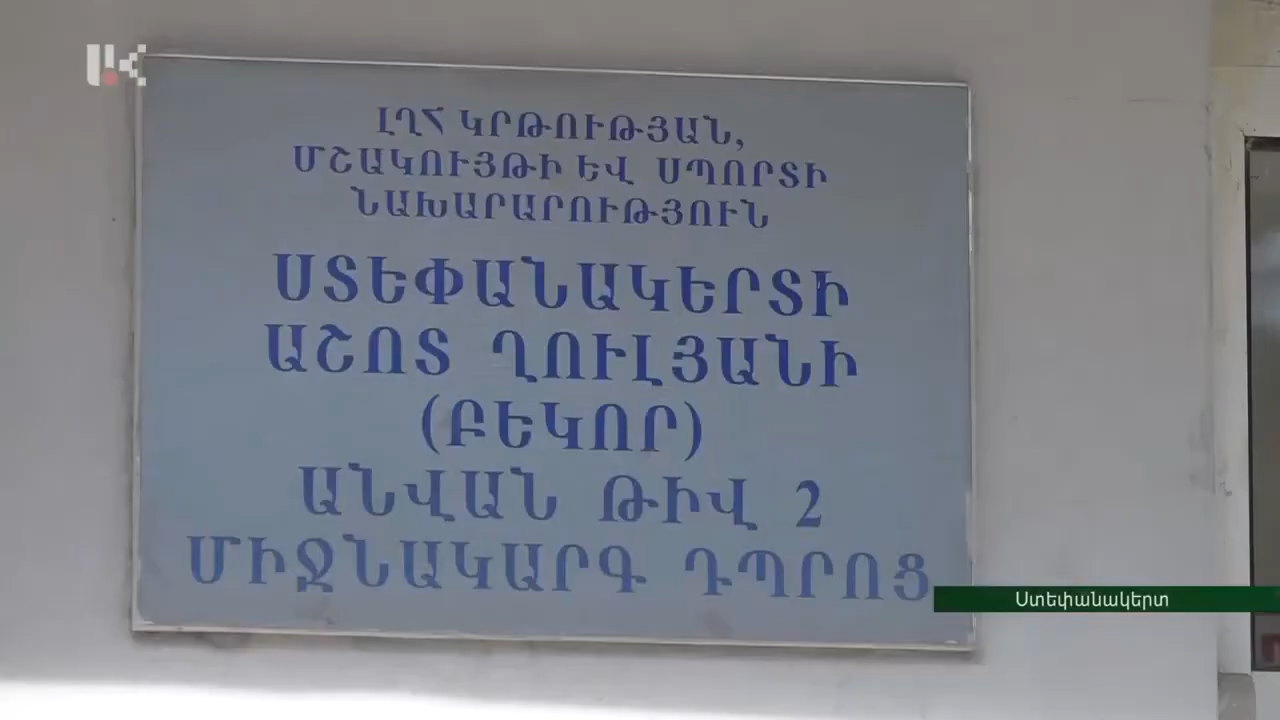 ԼՂՀ ԿՐԹՈՒԹՅԱՆ,
ՄՇԱԿՈՒՅԹԻ ԵՎ ՍՊՈՐՏԻ
ՆԱԽԱՐԱՐՈՒԹՅՈՒՆ
ՍՏԵՓԱՆԱԿԵՐՏԻ
ԱՇՈՏ ՂՈՒԼՅԱՆԻ
(ԲԵԿՈՐ)
ԱՆՎԱՆ ԹԻՎ 2
ՄԻՋՆԱԿԱՐԳ ԴՊՐՈՑ
Ստեփանակերտ